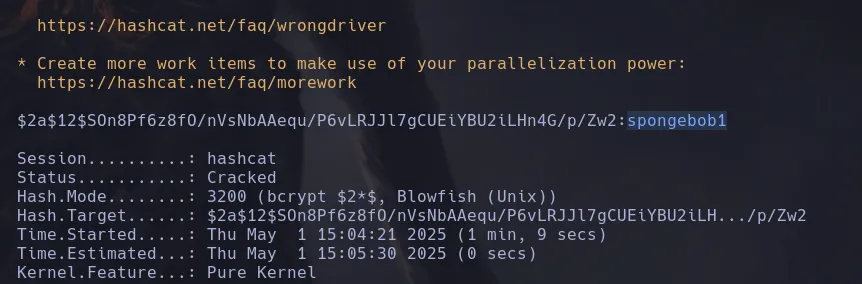 https://hashcat.net/faq/wrongdriver
* Create more work items to make use of your parallelization power:
https://hashcat.net/faq/morework
$2a$12$SOn8Pf6z8fO/nVsNbAAequ/P6vLRJJl7gCUEiYBU2iLHn4G/p/Zw2:spongebob1
Session..........: hashcat
Status...........: Cracked
Hash.Mode........: 3200 (bcrypt $2*$, Blowfish (Unix))
Hash.Target......: $2a$12$SOn8Pf6z8fO/nVsNbAAequ/P6vLRJJl7gCUEiYBU2iLH.../p/Zw2
Time.Started.....: Thu May  1 15:04:21 2025 (1 min, 9 secs)
Time.Estimated...: Thu May  1 15:05:30 2025 (0 secs)
Kernel.Feature...: Pure Kernel